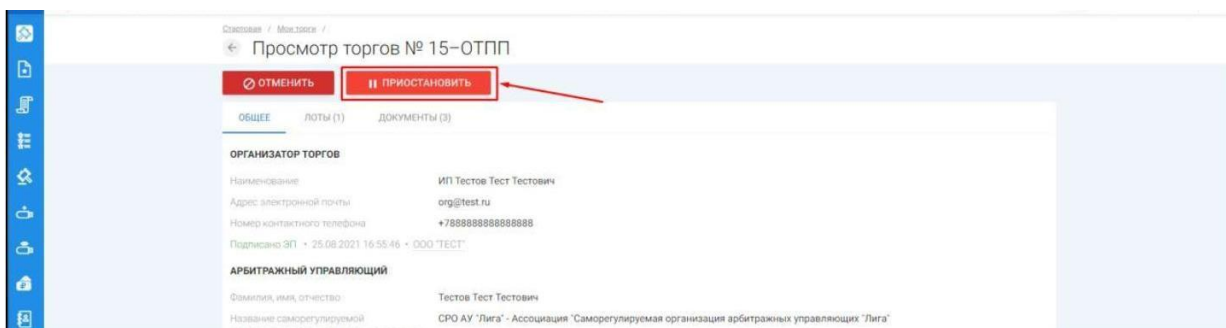 Стартовая / Мои торги /
Просмотр торгов № 15-ОТПП
ОТМЕНИТЬ
ПРИОСТАНОВИТЬ
ОБЩЕЕ
ЛОТЫ (1)
ДОКУМЕНТЫ (3)
ОРГАНИЗАТОР ТОРГОВ
Наименование
ИП Тестов Тест Тестович
Адрес электронной почты
org@test.ru
Номер контактного телефона
+7888888888888888
Подписано ЭП • 25.08.2021 16:55:46 • ООО "ТЕСТ"
АРБИТРАЖНЫЙ УПРАВЛЯЮЩИЙ
Фамилия, имя, отчество
Тестов Тест Тестович
Название саморегулируемой
СРО АУ "Лига" - Ассоциация "Саморегулируемая организация арбитражных управляющих "Лига"